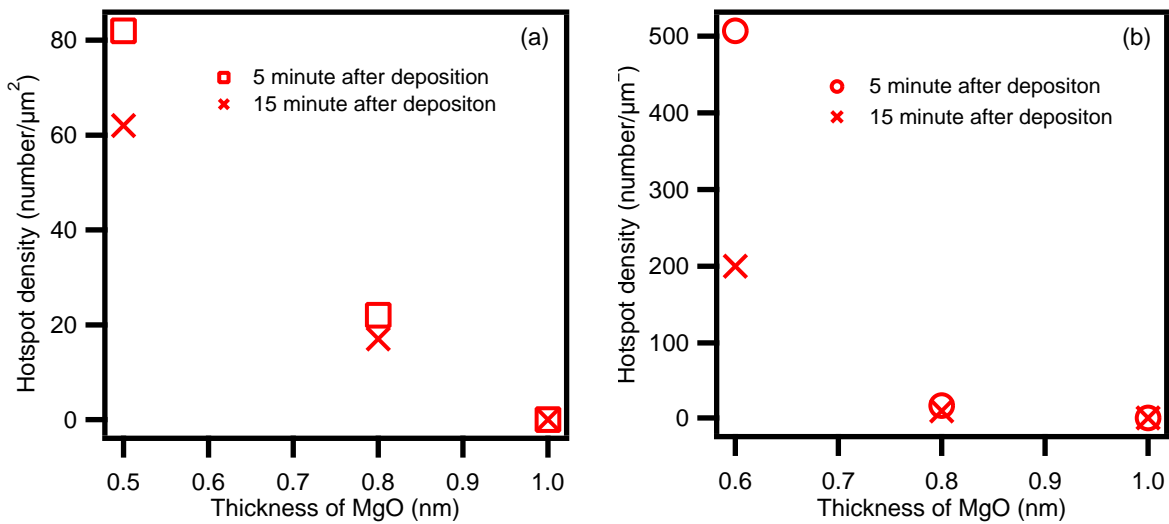 (a)
80
60
40
20
0
5 minute after deposition
15 minute after depositon
Hotspot density (number/μm²)
0.5 0.6 0.7 0.8 0.9 1.0
Thickness of MgO (nm)
(b)
500
400
300
200
100
0
5 minute after depositon
15 minute after depositon
Hotspot density (number/μm⁻)
0.6 0.7 0.8 0.9 1.0
Thickness of MgO (nm)